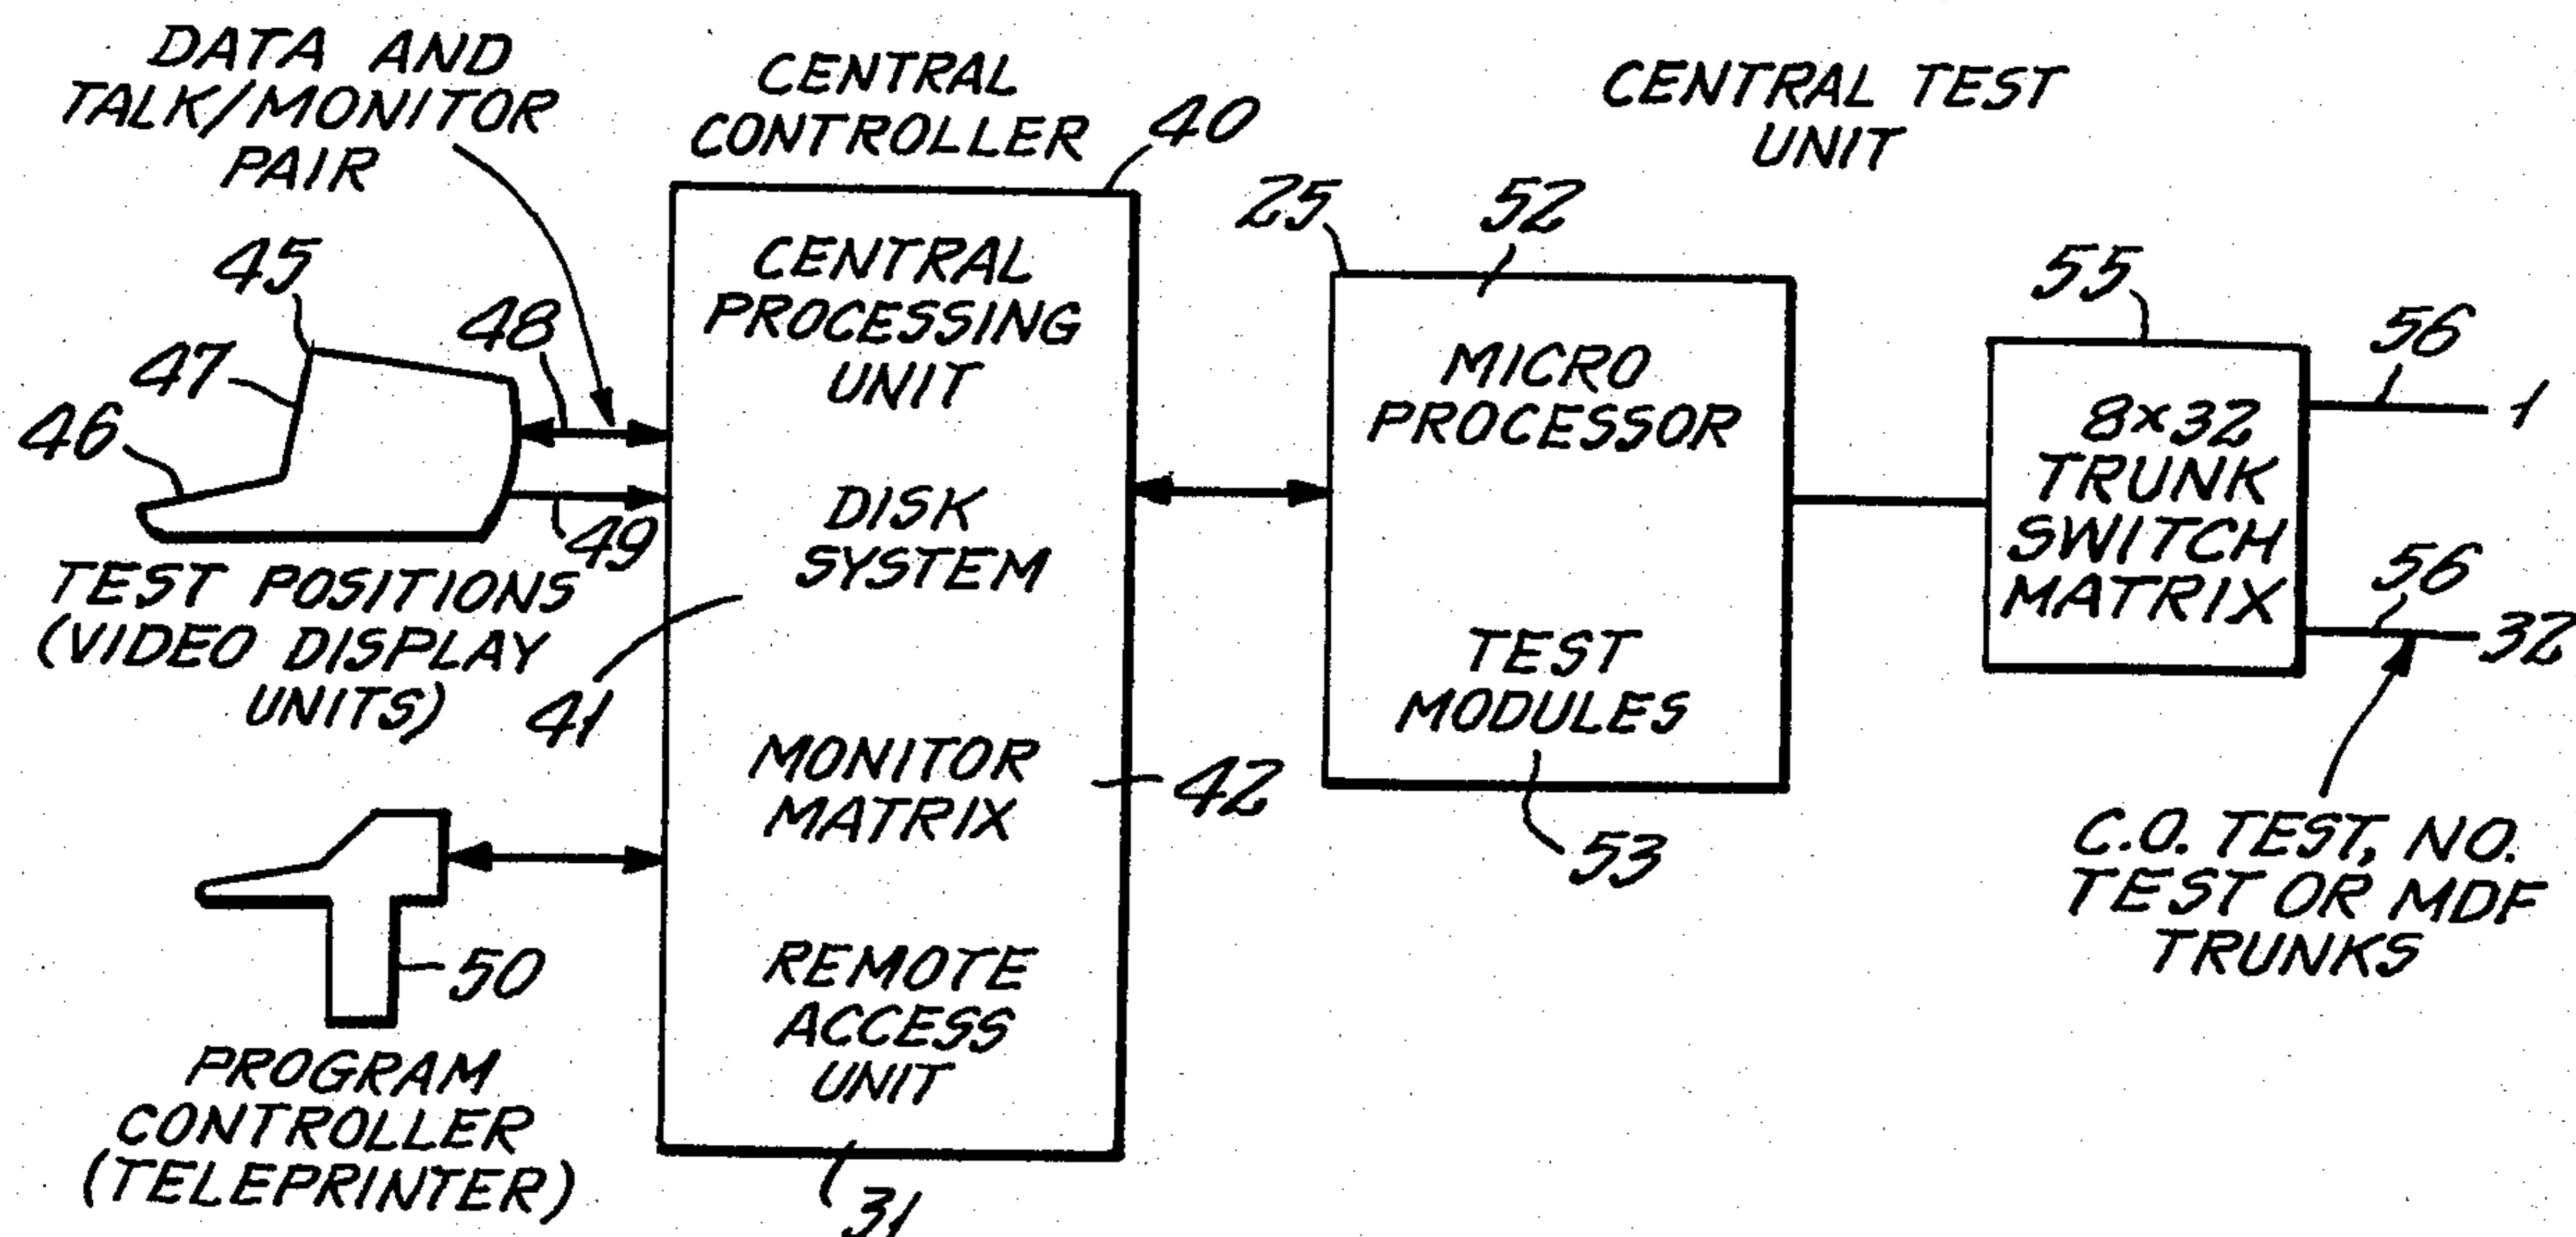 DATA AND
TALK/MONITOR
PAIR
CENTRAL
CONTROLLER
40
CENTRAL TEST
UNIT
45
47
46
48
49
TEST POSITIONS
(VIDEO DISPLAY
UNITS)
50
PROGRAM
CONTROLLER
(TELEPRINTER)
CENTRAL
PROCESSING
UNIT
DISK
SYSTEM
41
MONITOR
MATRIX
42
REMOTE
ACCESS
UNIT
31
25
52
MICRO
PROCESSOR
TEST
MODULES
53
55
8x32
TRUNK
SWITCH
MATRIX
56
1
56
32
C.O. TEST, NO.
TEST OR MDF
TRUNKS